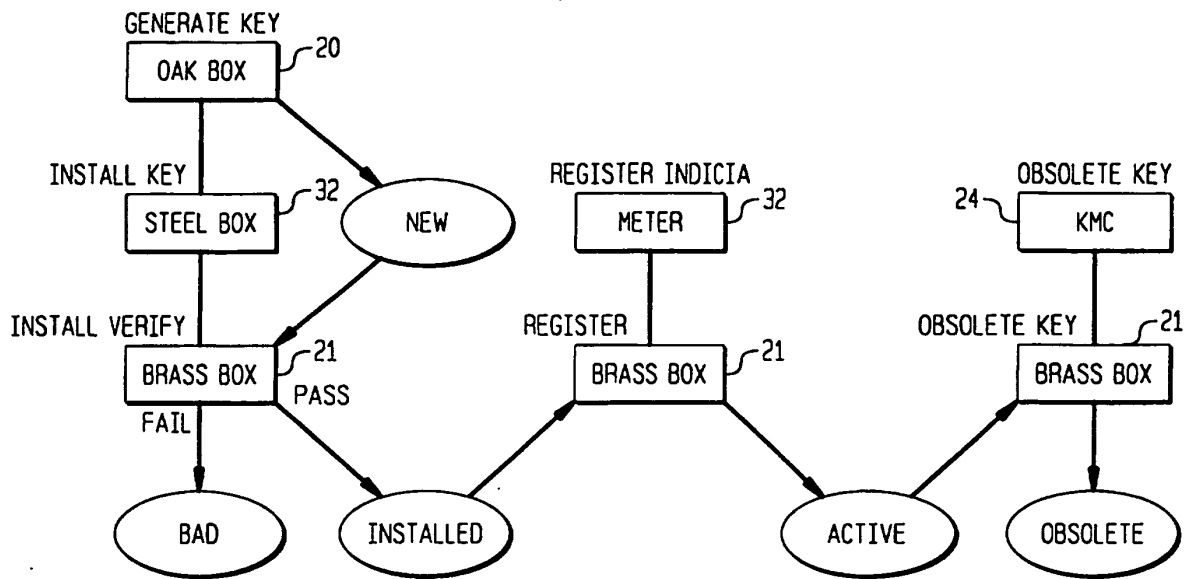 GENERATE KEY
OAK BOX
20
INSTALL KEY
STEEL BOX
32
NEW
INSTALL VERIFY
BRASS BOX
21
PASS
FAIL
BAD
INSTALLED
REGISTER INDICIA
METER
32
REGISTER
BRASS BOX
21
ACTIVE
OBSOLETE KEY
24
KMC
OBSOLETE KEY
BRASS BOX
21
OBSOLETE